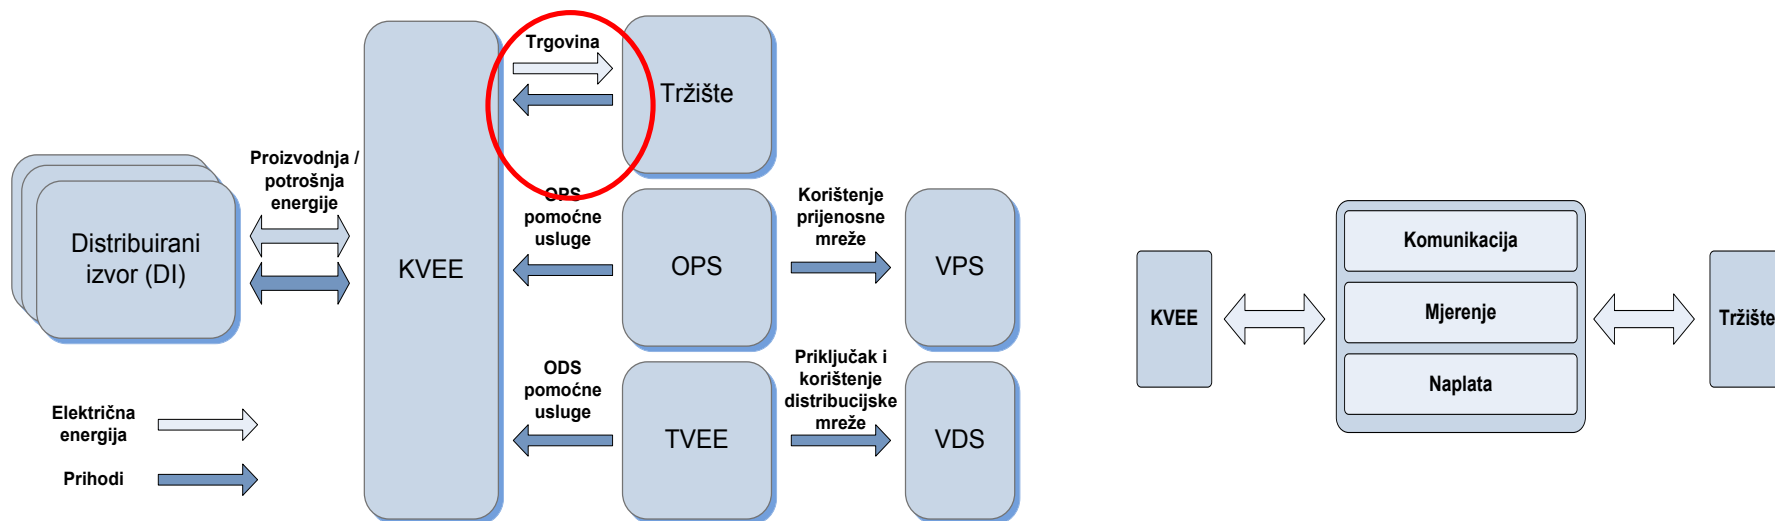 Distribuirani
izvor (DI)
Proizvodnja /
potrošnja
energije
KVEE
Trgovina
Tržište
OPS
pomoćne
usluge
OPS
Korištenje
prijenosne
mreže
VPS
ODS
pomoćne
usluge
TVEE
Priključak i
korištenje
distribucijske
mreže
VDS
Električna
energija
Prihodi
KVEE
Komunikacija
Mjerenje
Naplata
Tržište